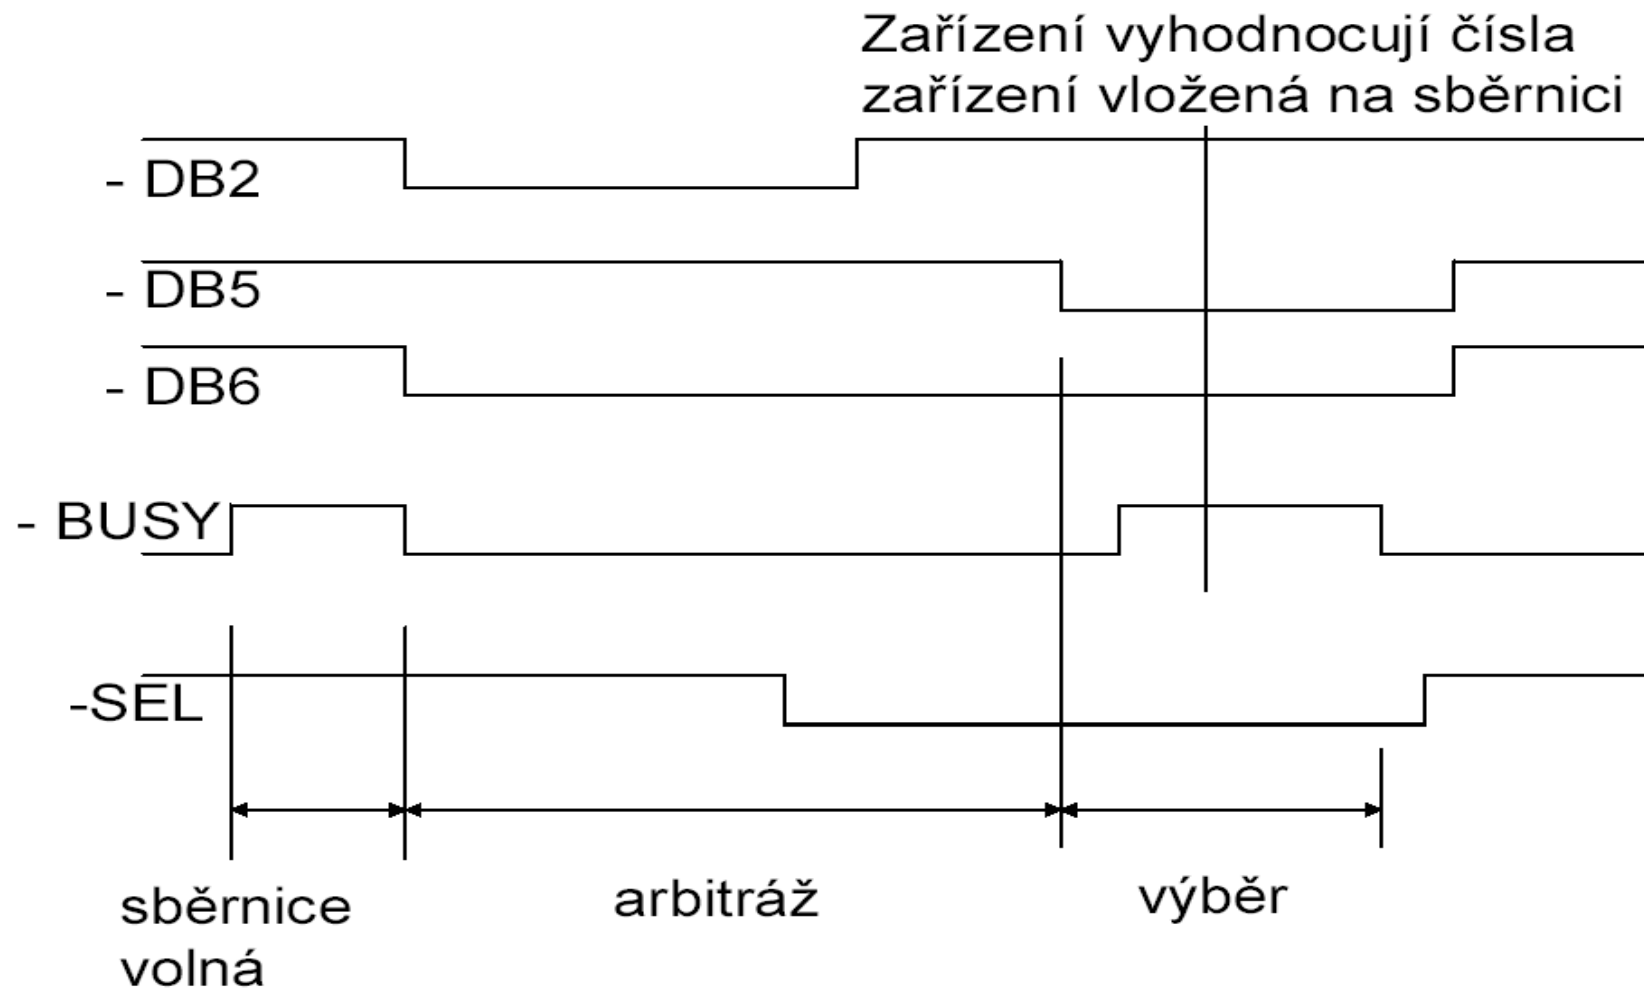 Zařízení vyhodnocují čísla
zařízení vložená na sběrnici
- DB2
- DB5
- DB6
- BUSY
-SEL
sběrnice
volná
arbitráž
výběr